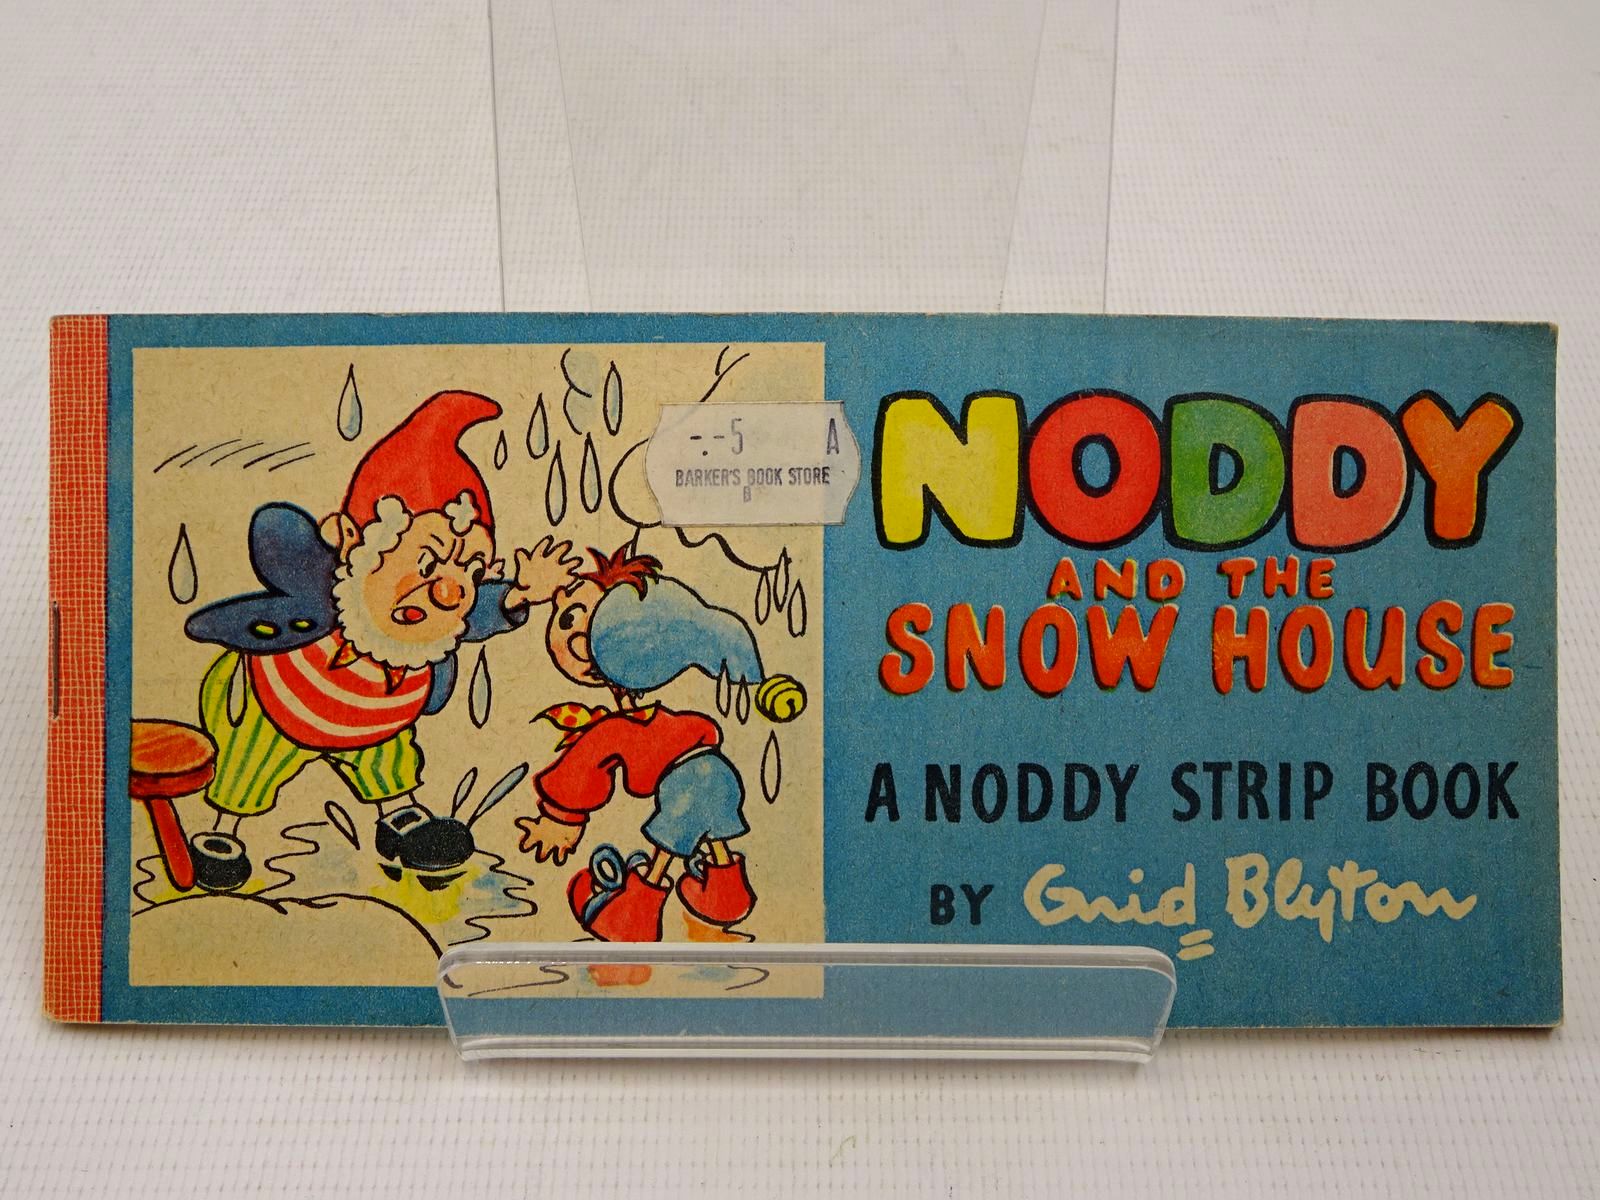 -.-5 A
BARKER'S BOOK STORE
B
NODDY
AND THE
SNOW HOUSE
A NODDY STRIP BOOK
BY Enid Blyton